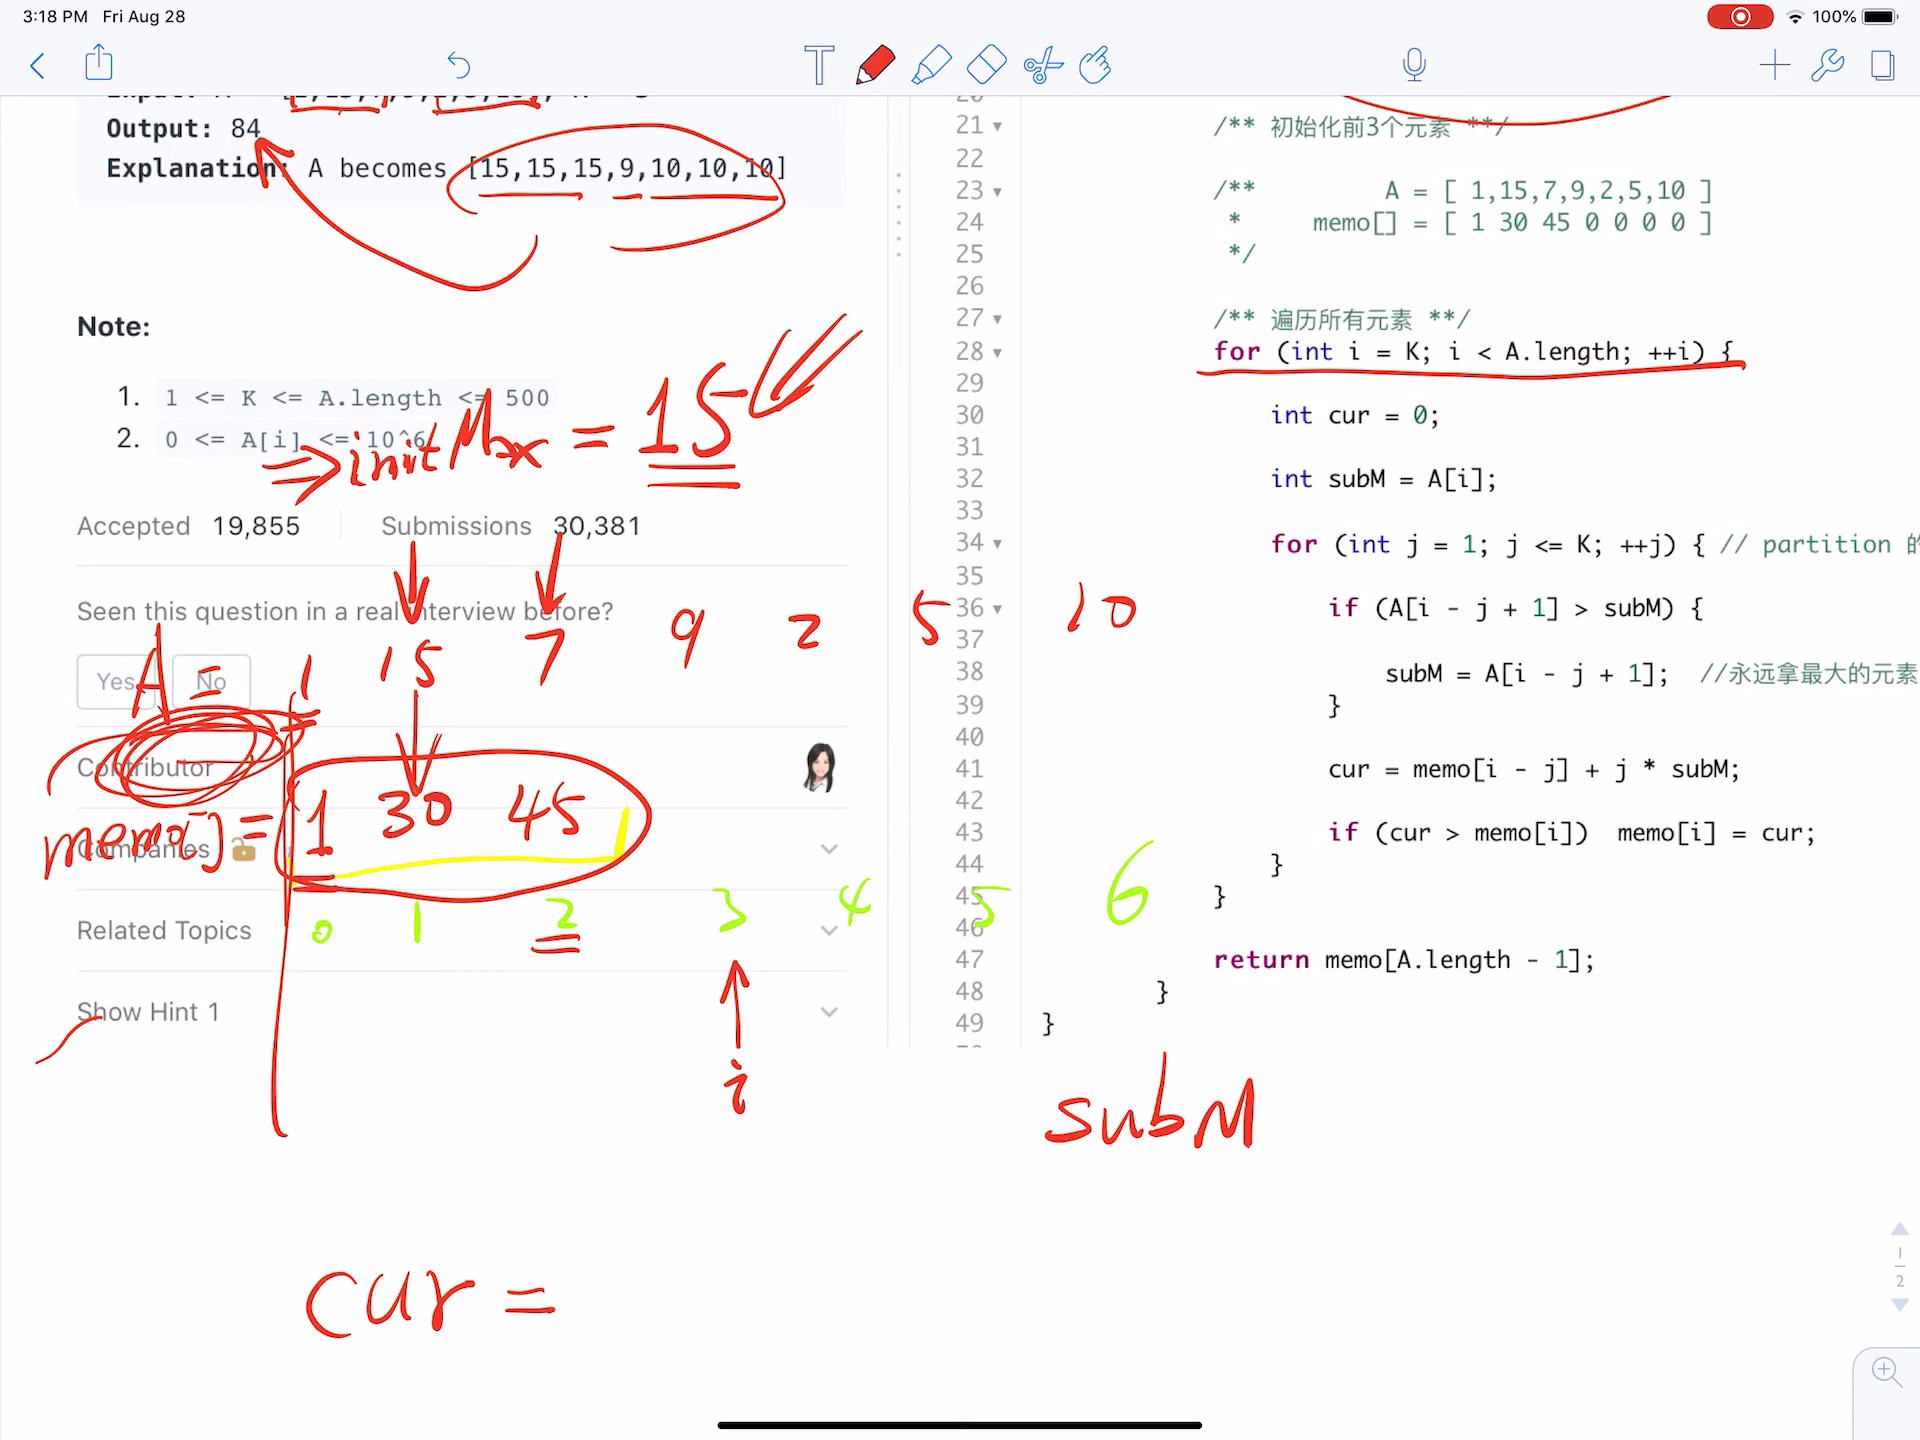 3:18 PM Fri Aug 28
100%
Output: 84
Explanation: A becomes [15,15,15,9,10,10,10]
Note:
1. 1 <= K <= A.length <= 500
2. 0 <= A[i] <= 10^6
=> init Max = 15
Accepted 19,855 Submissions 30,381
Seen this question in a real interview before?
Yes No
A = 1 15 7 9 2 5 10
Contributor
memo[] = 1 30 45
Companies
0 1 2 3 4 5 6
Related Topics
Show Hint 1
i
subM
cur =
21 /** 初始化前3个元素 **/
22
23 /** A = [ 1,15,7,9,2,5,10 ]
24 * memo[] = [ 1 30 45 0 0 0 0 ]
25 */
26
27 /** 遍历所有元素 **/
28 for (int i = K; i < A.length; ++i) {
29
30 int cur = 0;
31
32 int subM = A[i];
33
34 for (int j = 1; j <= K; ++j) { // partition
35
36 if (A[i - j + 1] > subM) {
37
38 subM = A[i - j + 1]; //永远拿最大的元素
39 }
40
41 cur = memo[i - j] + j * subM;
42
43 if (cur > memo[i]) memo[i] = cur;
44 }
45 }
46
47 return memo[A.length - 1];
48 }
49 }
1
2